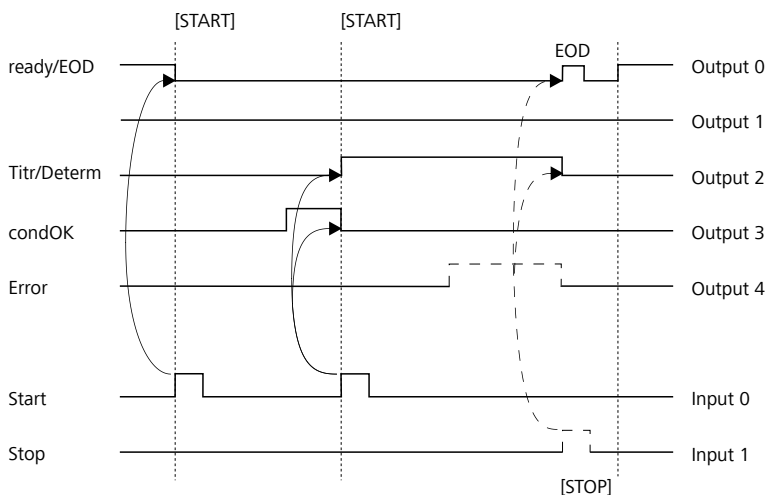 [START] [START]
EOD
ready/EOD Output 0
Output 1
Titr/Determ Output 2
condOK Output 3
Error Output 4
Start Input 0
Stop Input 1
[STOP]